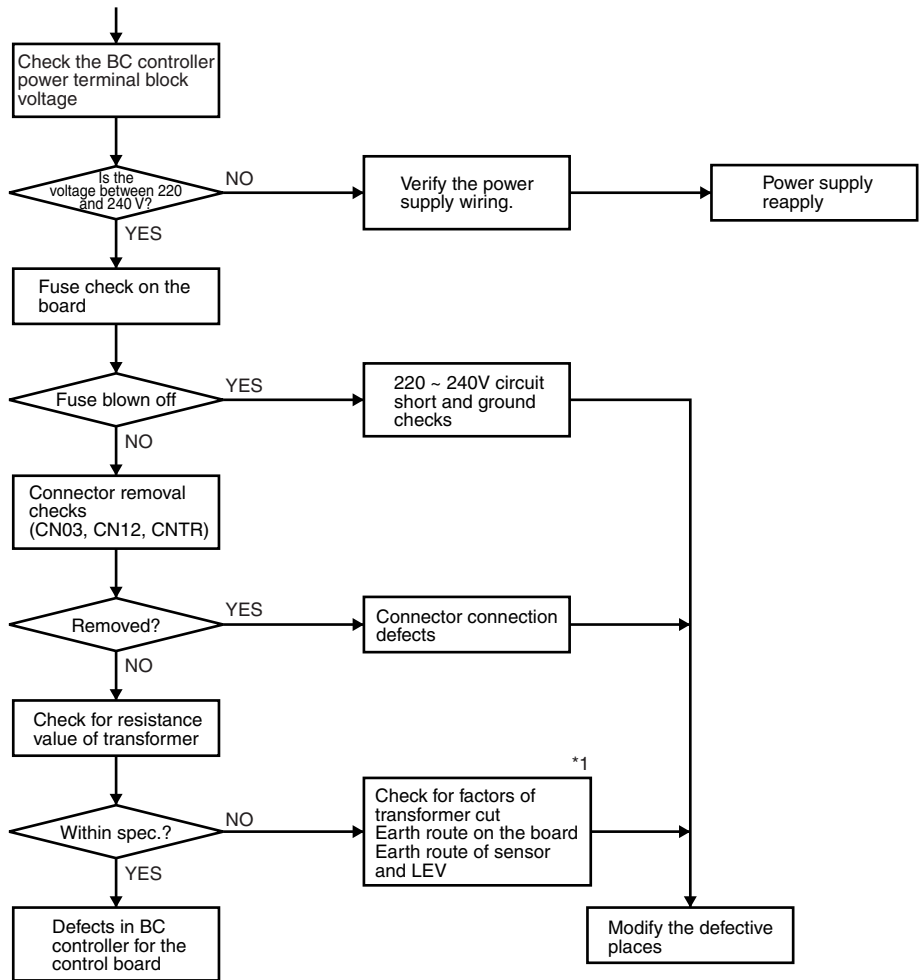 Check the BC controller
power terminal block
voltage
Is the
voltage between 220
and 240 V?
NO
Verify the power
supply wiring.
Power supply
reapply
YES
Fuse check on the
board
Fuse blown off
YES
220 ~ 240V circuit
short and ground
checks
NO
Connector removal
checks
(CN03, CN12, CNTR)
Removed?
YES
Connector connection
defects
NO
Check for resistance
value of transformer
*1
Within spec.?
NO
Check for factors of
transformer cut
Earth route on the board
Earth route of sensor
and LEV
YES
Defects in BC
controller for the
control board
Modify the defective
places